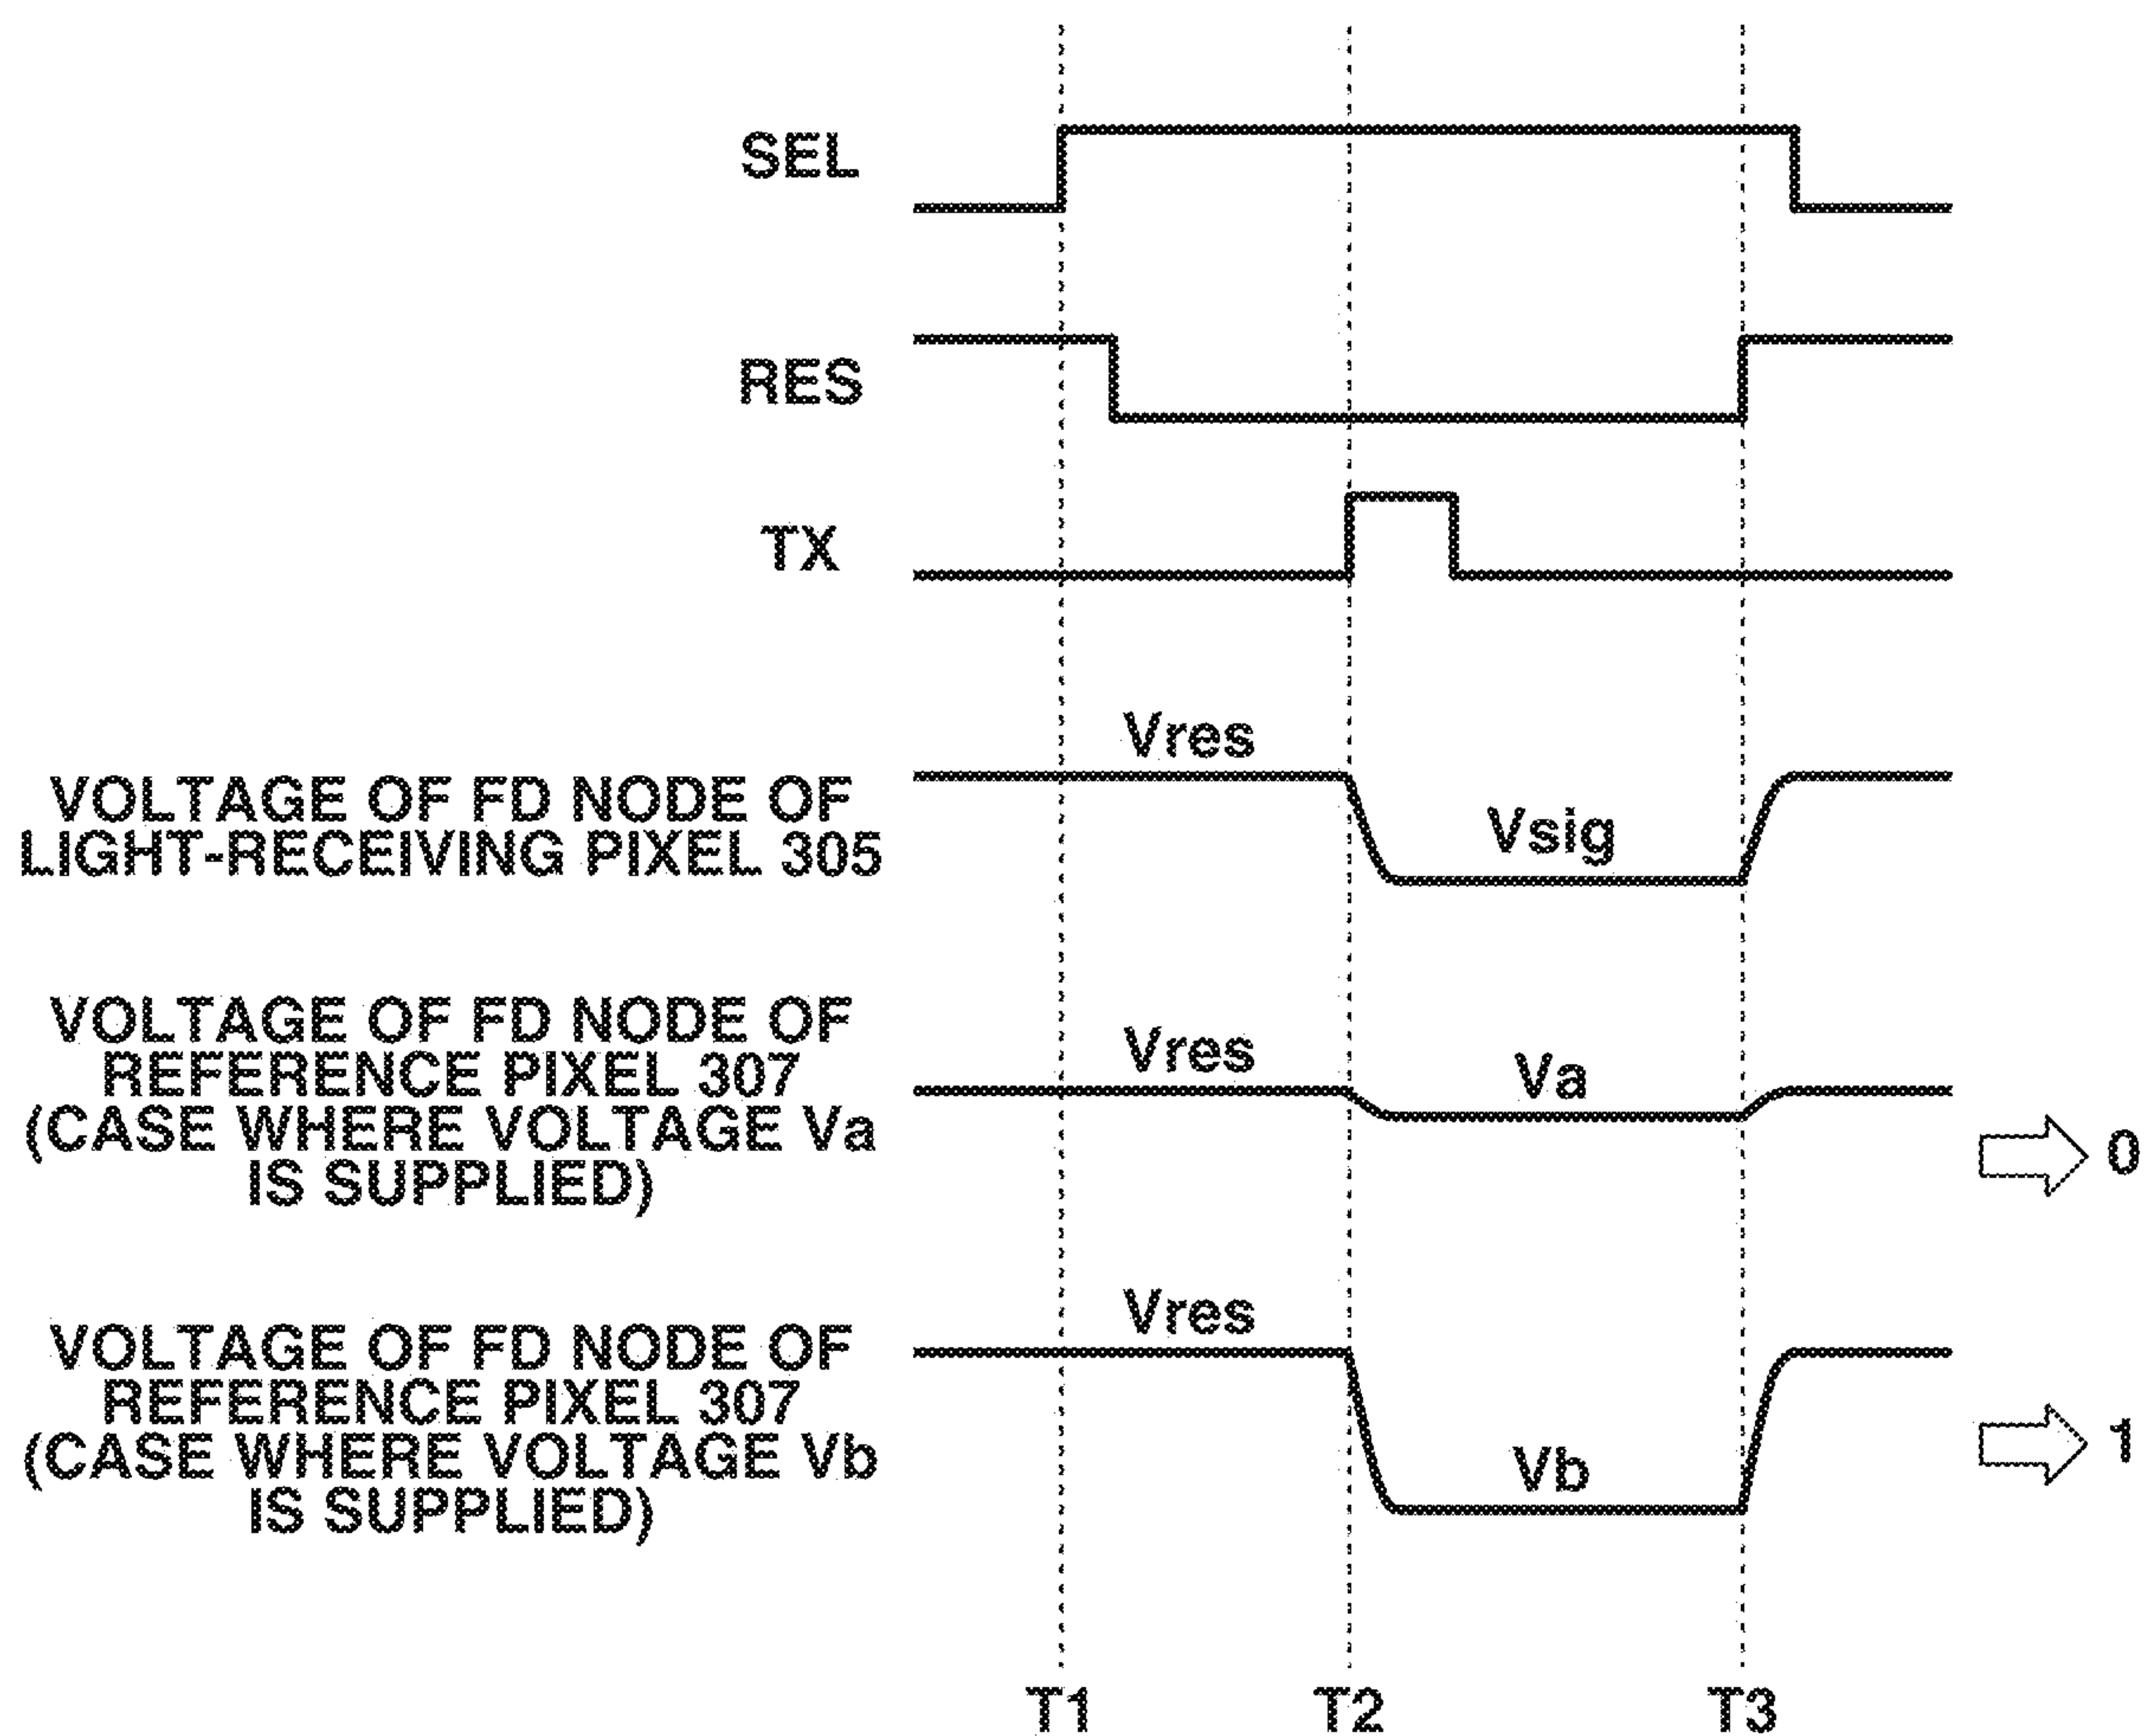 SEL
RES
TX
Vres
VOLTAGE OF FD NODE OF
LIGHT-RECEIVING PIXEL 305
Vsig
VOLTAGE OF FD NODE OF
REFERENCE PIXEL 307
(CASE WHERE VOLTAGE Va
IS SUPPLIED)
Vres
Va
0
Vres
VOLTAGE OF FD NODE OF
REFERENCE PIXEL 307
(CASE WHERE VOLTAGE Vb
IS SUPPLIED)
Vb
1
T1
T2
T3